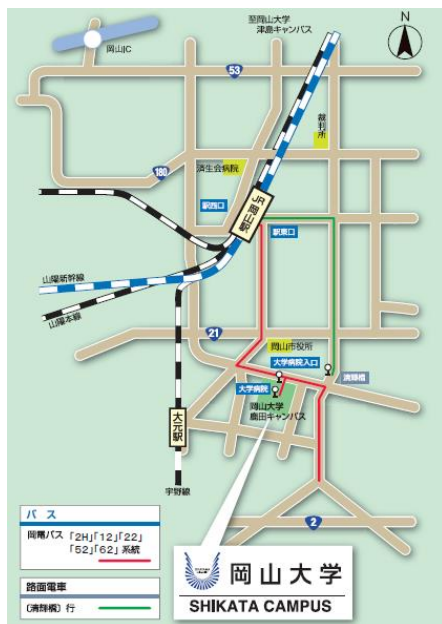 至岡山大学
津島キャンパス
N
岡山IC
53
裁判所
180
済生会病院
駅西口
JR岡山駅
駅東口
山陽新幹線
山陽本線
21
岡山市役所
大学病院入口
清輝橋
大学病院
岡山大学
鹿田キャンパス
大元駅
宇野線
2
バス
岡電バス「2H」「12」「22」
「52」「62」系統
路面電車
〔清輝橋〕行
岡山大学
SHIKATA CAMPUS